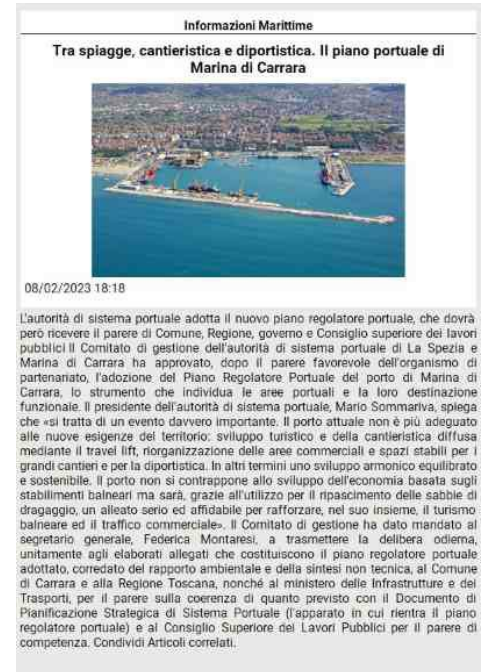 Informazioni Marittime
Tra spiagge, cantieristica e diportistica. Il piano portuale di
Marina di Carrara
08/02/2023 18:18
L'autorità di sistema portuale adotta il nuovo piano regolatore portuale, che dovrà
però ricevere il parere di Comune, Regione, governo e Consiglio superiore dei lavori
pubblici Il Comitato di gestione dell'autorità di sistema portuale di La Spezia e
Marina di Carrara ha approvato, dopo il parere favorevole dell'organismo di
partenariato, l'adozione del Piano Regolatore Portuale del porto di Marina di
Carrara, lo strumento che individua le aree portuali e la loro destinazione
funzionale. Il presidente dell'autorità di sistema portuale, Mario Sommariva, spiega
che «si tratta di un evento davvero importante. Il porto attuale non è più adeguato
alle nuove esigenze del territorio: sviluppo turistico e della cantieristica diffusa
mediante il travel lift, riorganizzazione delle aree commerciali e spazi stabili per i
grandi cantieri e per la diportistica. In altri termini uno sviluppo armonico equilibrato
e sostenibile. Il porto non si contrappone allo sviluppo dell'economia basata sugli
stabilimenti balneari ma sarà, grazie all'utilizzo per il ripascimento delle sabbie di
dragaggio, un alleato serio ed affidabile per rafforzare, nel suo insieme, il turismo
balneare ed il traffico commerciale». Il Comitato di gestione ha dato mandato al
segretario generale, Federica Montaresi, a trasmettere la delibera odierna,
unitamente agli elaborati allegati che costituiscono il piano regolatore portuale
adottato, corredato del rapporto ambientale e della sintesi non tecnica, al Comune
di Carrara e alla Regione Toscana, nonché al ministero delle Infrastrutture e dei
Trasporti, per il parere sulla coerenza di quanto previsto con il Documento di
Pianificazione Strategica di Sistema Portuale (l'apparato in cui rientra il piano
regolatore portuale) e al Consiglio Superiore dei Lavori Pubblici per il parere di
competenza. Condividi Articoli correlati.